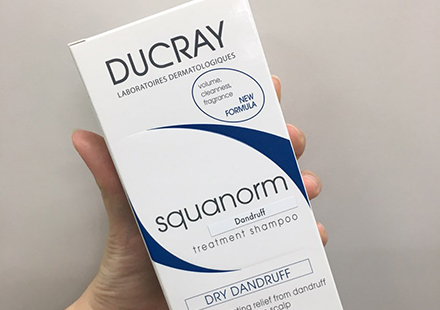 DUCRAY
LABORATOIRES DERMATOLOGIQUES
volume,
cleanness,
fragrance
NEW
FORMULA
squanorm
Dandruff
treatment shampoo
DRY DANDRUFF
relief from dandruff
scalp